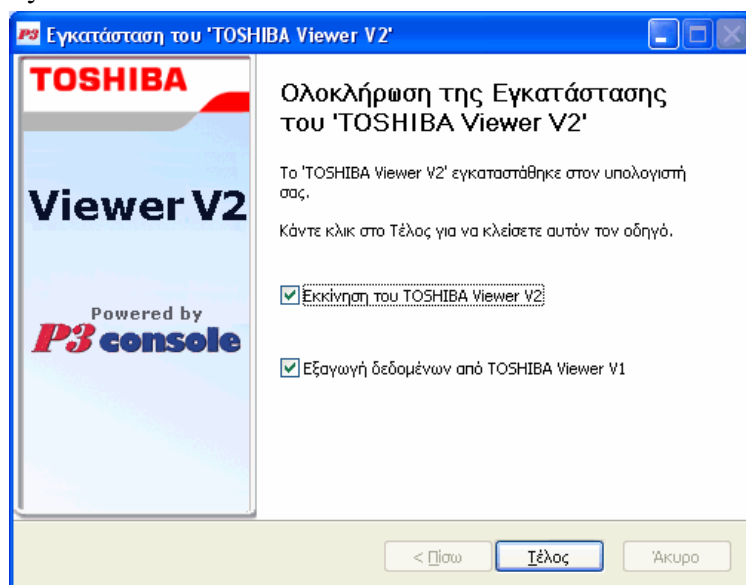 P3 Εγκατάσταση του 'TOSHIBA Viewer V2'
TOSHIBA
Viewer V2
Powered by
P3 console
Ολοκλήρωση της Εγκατάστασης
του 'TOSHIBA Viewer V2'
Το 'TOSHIBA Viewer V2' εγκαταστάθηκε στον υπολογιστή
σας.
Κάντε κλικ στο Τέλος για να κλείσετε αυτόν τον οδηγό.
Εκκίνηση του TOSHIBA Viewer V2
Εξαγωγή δεδομένων από TOSHIBA Viewer V1
< Πίσω
Τέλος
Άκυρο